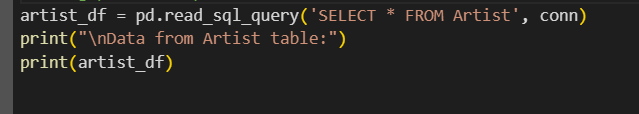 artist_df = pd.read_sql_query('SELECT * FROM Artist', conn)
print("\nData from Artist table:")
print(artist_df)